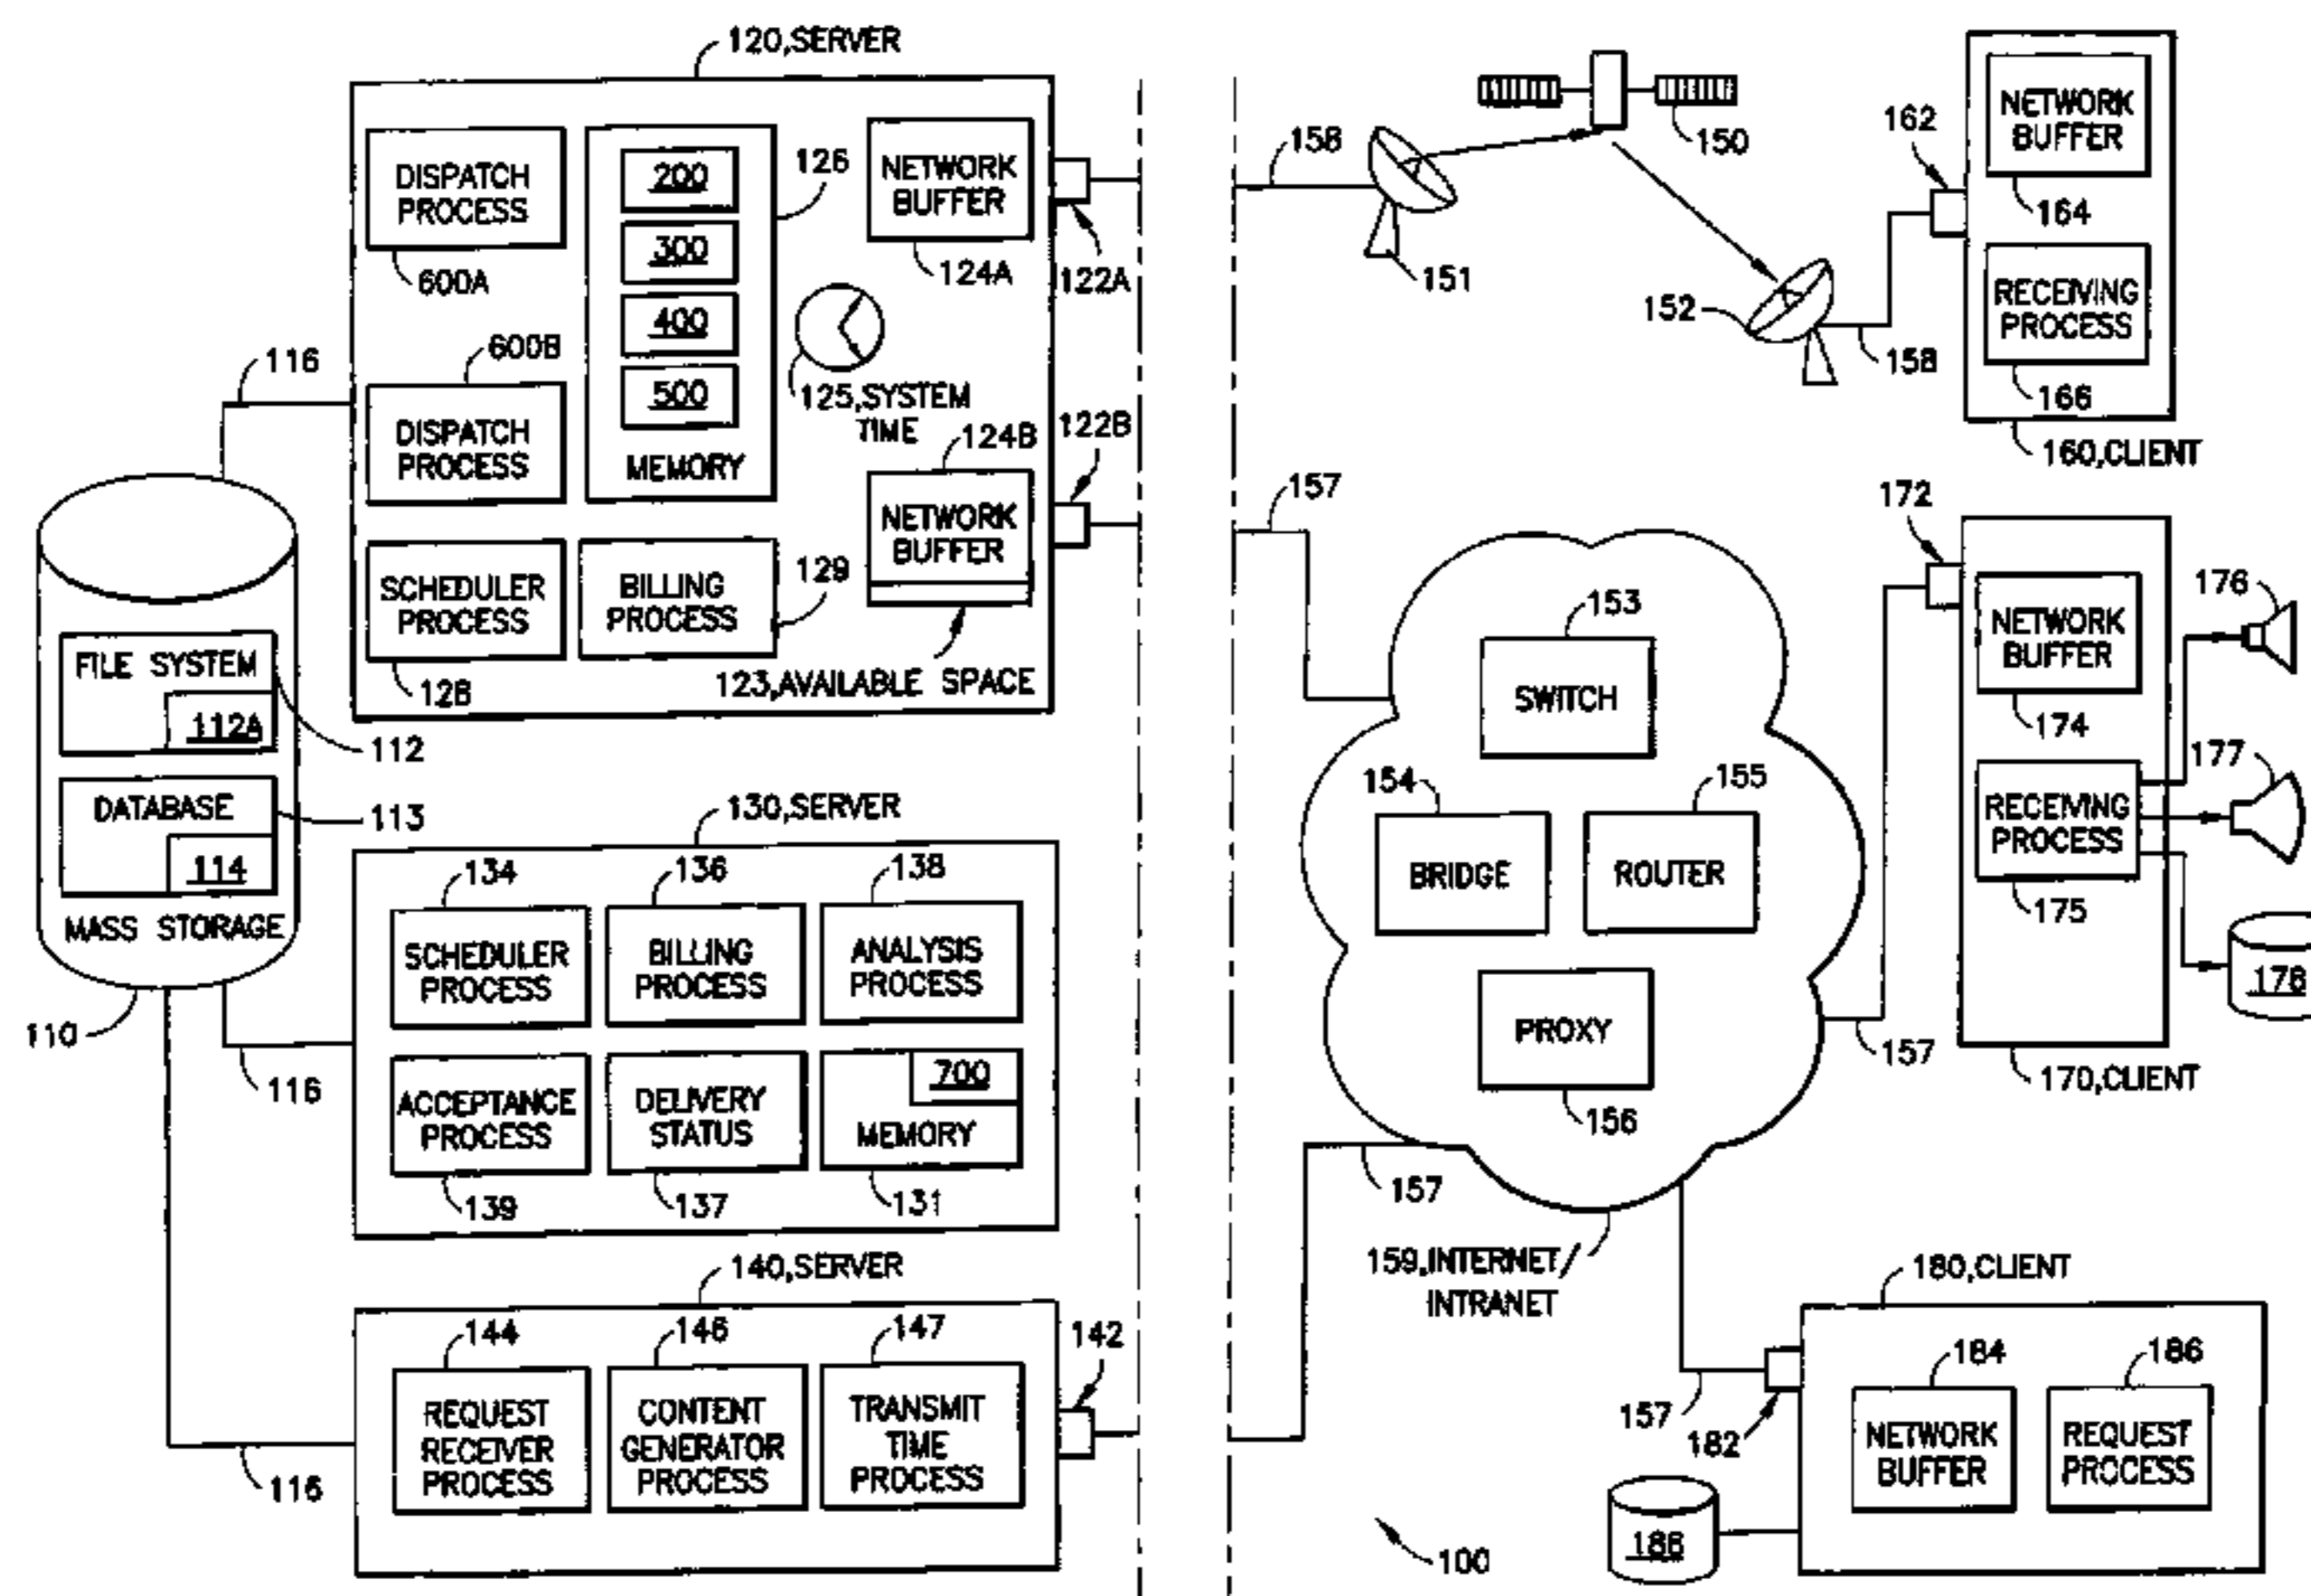 120,SERVER
DISPATCH
PROCESS
600A
200
300
400
500
MEMORY
126
NETWORK
BUFFER
124A
122A
125,SYSTEM
TIME
600B
DISPATCH
PROCESS
124B
122B
NETWORK
BUFFER
SCHEDULER
PROCESS
128
BILLING
PROCESS
129
123,AVAILABLE SPACE
116
FILE SYSTEM
112A
112
DATABASE
114
113
MASS STORAGE
110
116
116
130,SERVER
134
SCHEDULER
PROCESS
136
BILLING
PROCESS
138
ANALYSIS
PROCESS
ACCEPTANCE
PROCESS
139
DELIVERY
STATUS
137
700
MEMORY
131
140,SERVER
144
REQUEST
RECEIVER
PROCESS
146
CONTENT
GENERATOR
PROCESS
147
TRANSMIT
TIME
PROCESS
142
158
151
150
152
158
162
NETWORK
BUFFER
164
RECEIVING
PROCESS
166
160,CLIENT
157
153
SWITCH
154
BRIDGE
155
ROUTER
PROXY
156
157
159,INTERNET/
INTRANET
172
NETWORK
BUFFER
174
RECEIVING
PROCESS
175
176
177
178
157
170,CLIENT
180,CLIENT
157
182
184
NETWORK
BUFFER
186
REQUEST
PROCESS
186
100